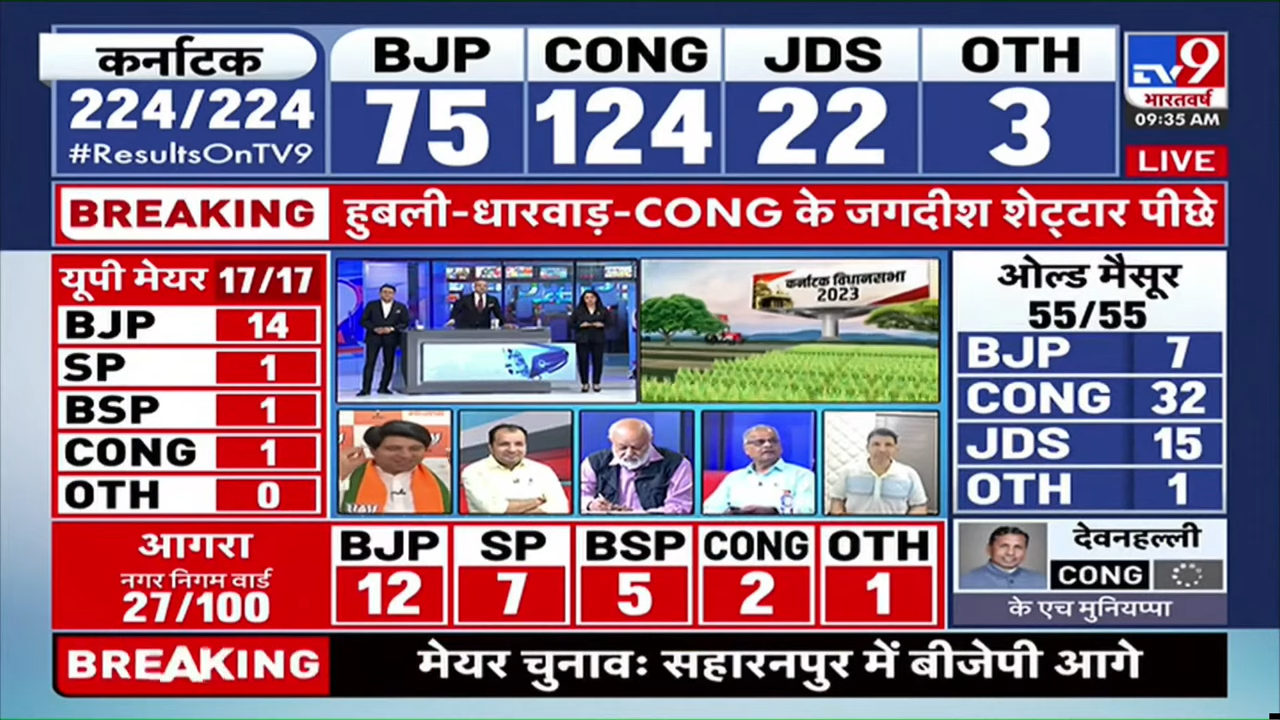 कर्नाटक
224/224
#ResultsOnTV9
BJP CONG JDS OTH
75 124 22 3
TV9
भारतवर्ष
09:35 AM
LIVE
BREAKING हुबली-धारवाड़-CONG के जगदीश शेट्टार पीछे
यूपी मेयर 17/17
BJP 14
SP 1
BSP 1
CONG 1
OTH 0
कर्नाटक विधानसभा
2023
ओल्ड मैसूर
55/55
BJP 7
CONG 32
JDS 15
OTH 1
आगरा
नगर निगम वार्ड
27/100
BJP SP BSP CONG OTH
12 7 5 2 1
देवनहल्ली
CONG
के एच मुनियप्पा
BREAKING मेयर चुनावः सहारनपुर में बीजेपी आगे